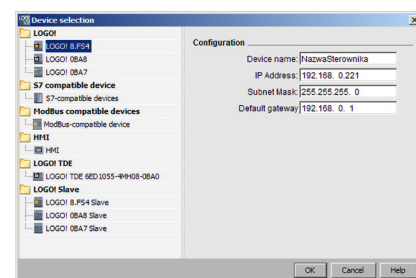 Device selection
LOGO!
LOGO! 8.FS4
LOGO! 0BA8
LOGO! 0BA7
S7 compatible device
S7-compatible devices
ModBus compatible devices
ModBus-compatible device
HMI
HMI
LOGO! TDE
LOGO! TDE 6ED1055-4MH08-0BA0
LOGO! Slave
LOGO! 8.FS4 Slave
LOGO! 0BA8 Slave
LOGO! 0BA7 Slave
Configuration
Device name: NazwaSterownika
IP Address: 192.168. 0.221
Subnet Mask: 255.255.255. 0
Default gateway: 192.168. 0. 1
OK Cancel Help